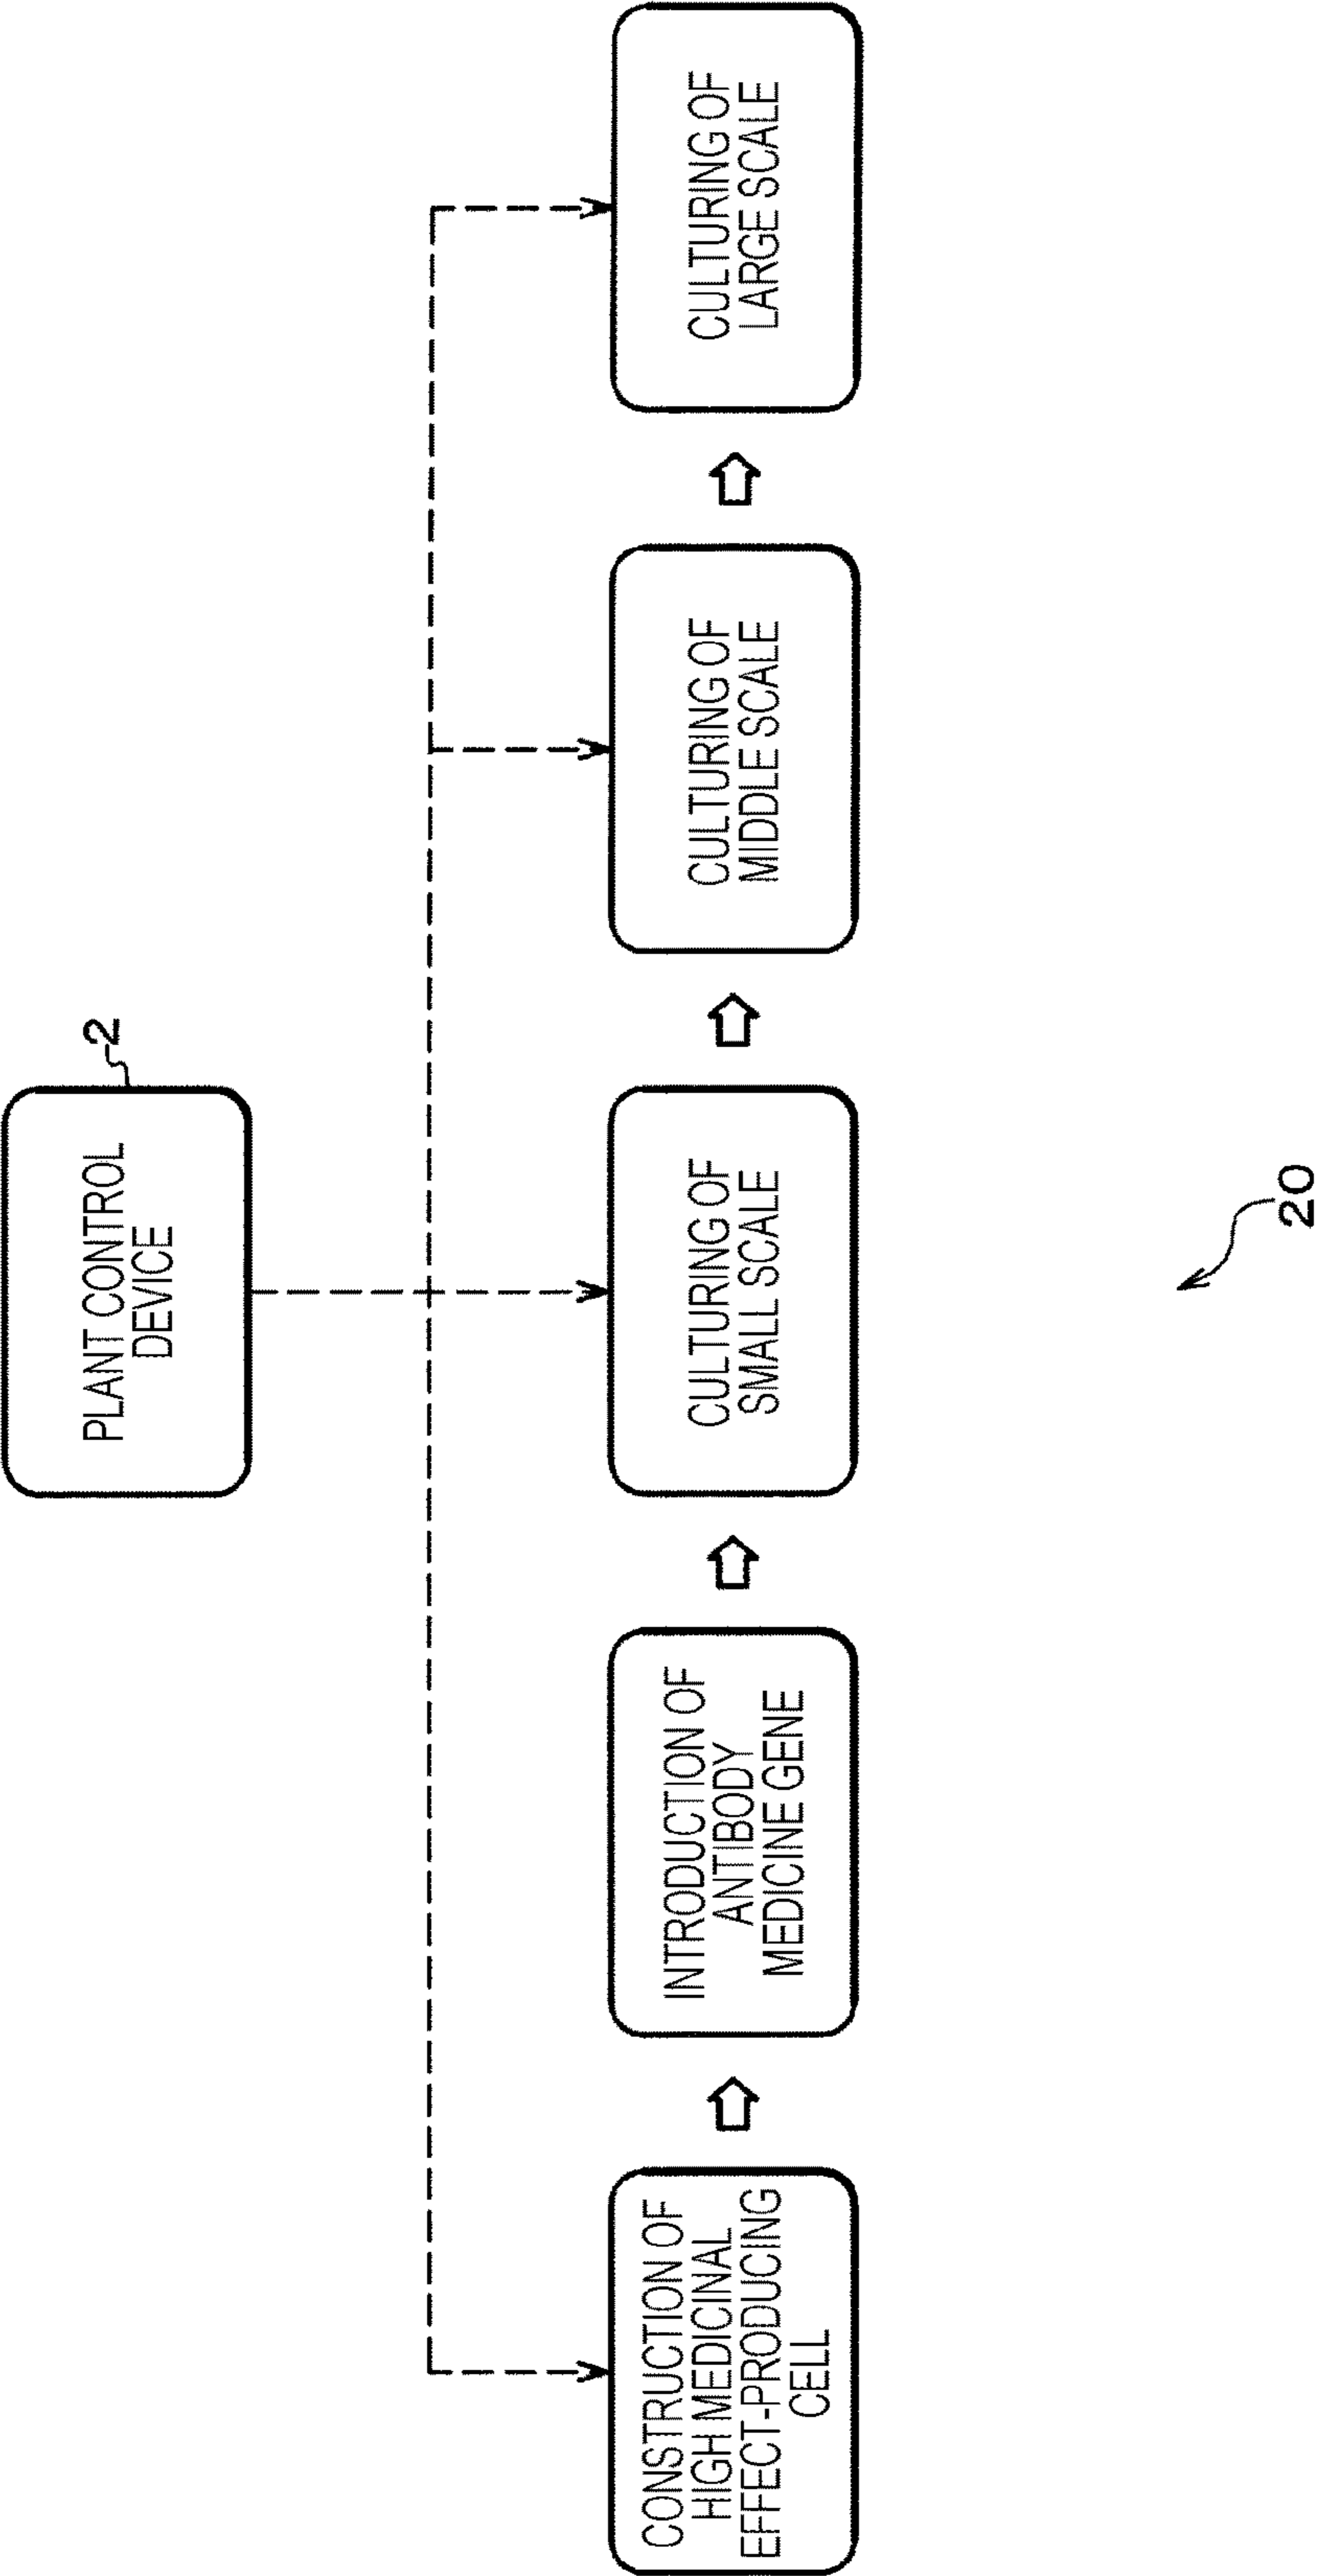 PLANT CONTROL
DEVICE
2
CONSTRUCTION OF
HIGH MEDICINAL
EFFECT-PRODUCING
CELL
INTRODUCTION OF
ANTIBODY
MEDICINE GENE
CULTURING OF
SMALL SCALE
CULTURING OF
MIDDLE SCALE
CULTURING OF
LARGE SCALE
20